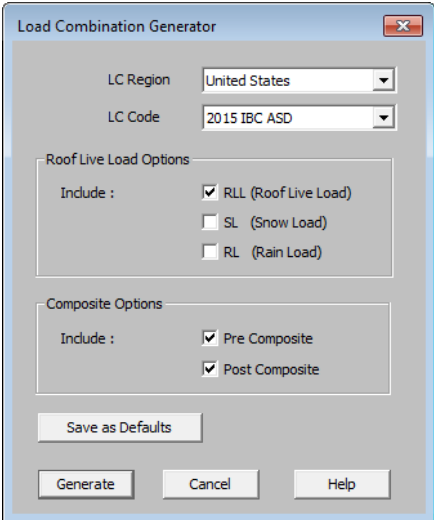 Load Combination Generator
LC Region United States
LC Code 2015 IBC ASD
Roof Live Load Options
Include : RLL (Roof Live Load)
SL (Snow Load)
RL (Rain Load)
Composite Options
Include : Pre Composite
Post Composite
Save as Defaults
Generate Cancel Help